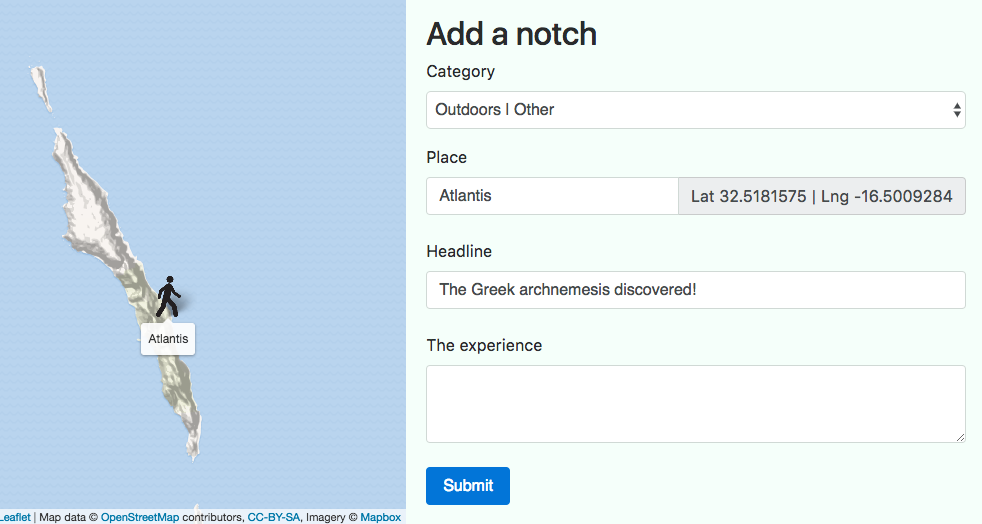 Add a notch
Category
Outdoors | Other
Place
Atlantis
Lat 32.5181575 | Lng -16.5009284
Headline
The Greek archnemesis discovered!
The experience
Submit
Atlantis
Leaflet | Map data © OpenStreetMap contributors, CC-BY-SA, Imagery © Mapbox